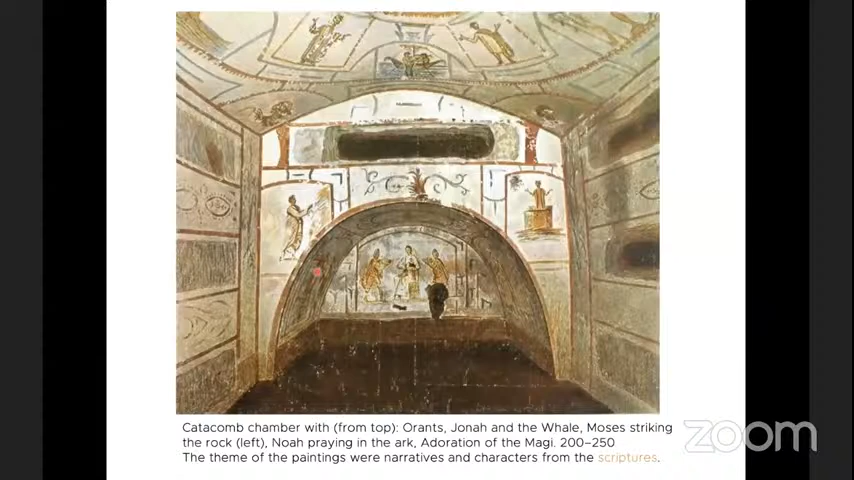 Catacomb chamber with (from top): Orants, Jonah and the Whale, Moses striking
the rock (left), Noah praying in the ark, Adoration of the Magi. 200-250
The theme of the paintings were narratives and characters from the scriptures.
zoom